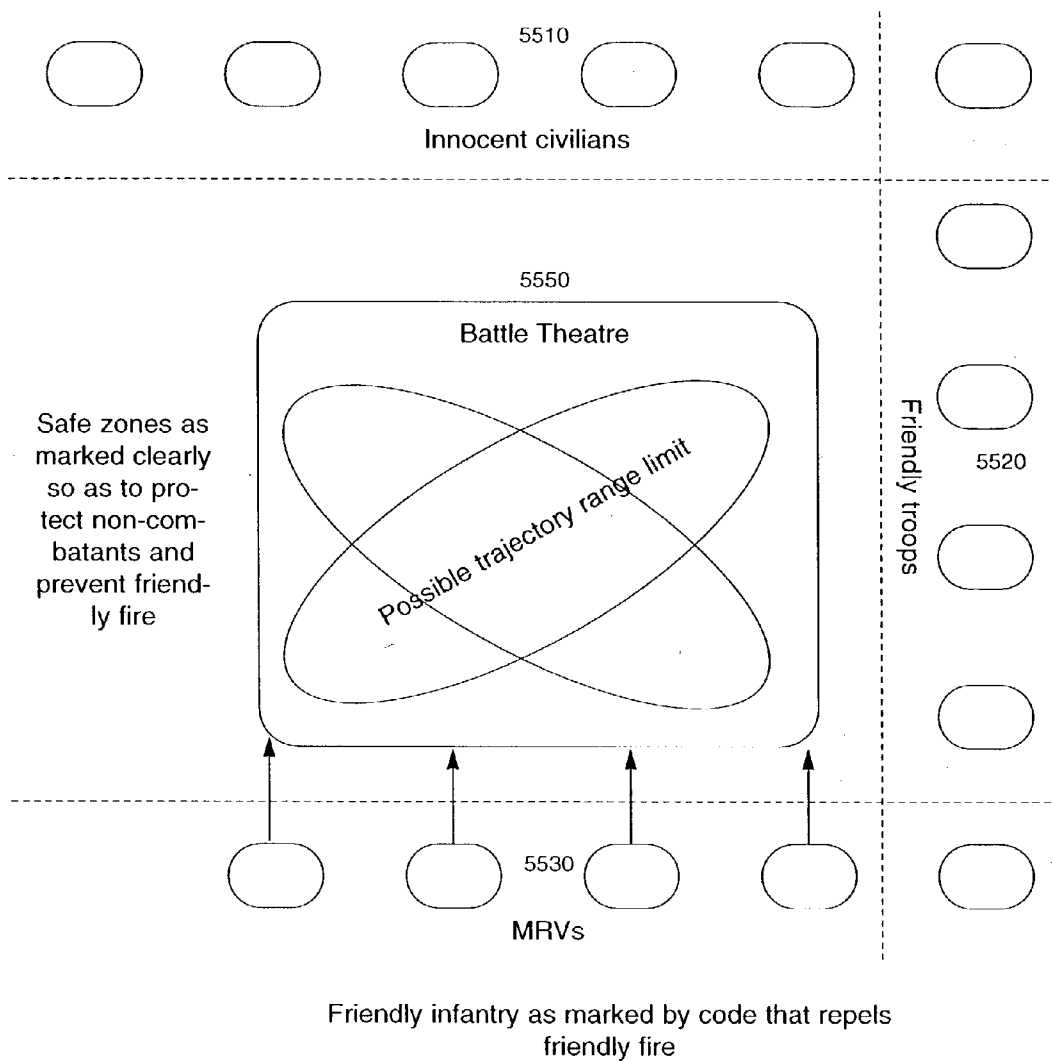 5510
Innocent civilians
5550
Battle Theatre
Safe zones as
marked clearly
so as to pro-
tect non-com-
batants and
prevent friend-
ly fire
Possible trajectory range limit
Friendly troops
5520
5530
MRVs
Friendly infantry as marked by code that repels
friendly fire